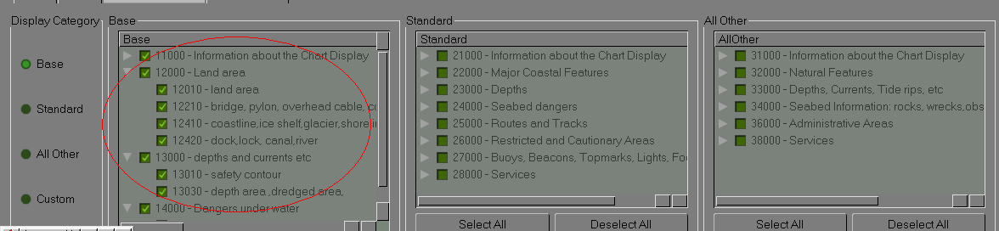 Display Category
Base
Standard
All Other
Custom
Base
Base
11000 - Information about the Chart Display
12000 - Land area
12010 - land area
12210 - bridge, pylon, overhead cable, co
12410 - coastline,ice shelf,glacier,shoreli
12420 - dock,lock, canal,river
13000 - depths and currents etc
13010 - safety contour
13030 - depth area ,dredged area,
14000 - Dangers under water
Standard
Standard
21000 - Information about the Chart Display
22000 - Major Coastal Features
23000 - Depths
24000 - Seabed dangers
25000 - Routes and Tracks
26000 - Restricted and Cautionary Areas
27000 - Buoys, Beacons, Topmarks, Lights, Fo
28000 - Services
Select All
Deselect All
All Other
AllOther
31000 - Information about the Chart Display
32000 - Natural Features
33000 - Depths, Currents, Tide rips, etc
34000 - Seabed Information: rocks, wrecks,obs
36000 - Administrative Areas
38000 - Services
Select All
Deselect All